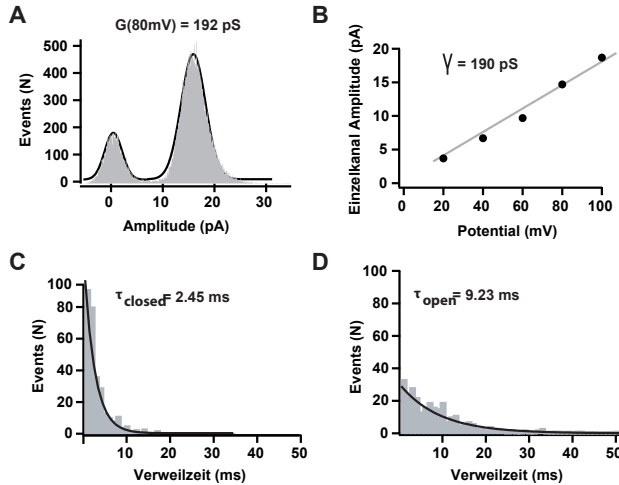 A
G(80mV) = 192 pS
Events (N)
500
400
300
200
100
0
0
10
20
30
Amplitude (pA)
B
γ = 190 pS
Einzelkanal Amplitude (pA)
20
15
10
5
0
0
20
40
60
80
100
Potential (mV)
C
τclosed= 2.45 ms
Events (N)
100
80
60
40
20
0
10
20
30
40
50
Verweilzeit (ms)
D
τopen= 9.23 ms
Events (N)
100
80
60
40
20
0
10
20
30
40
50
Verweilzeit (ms)